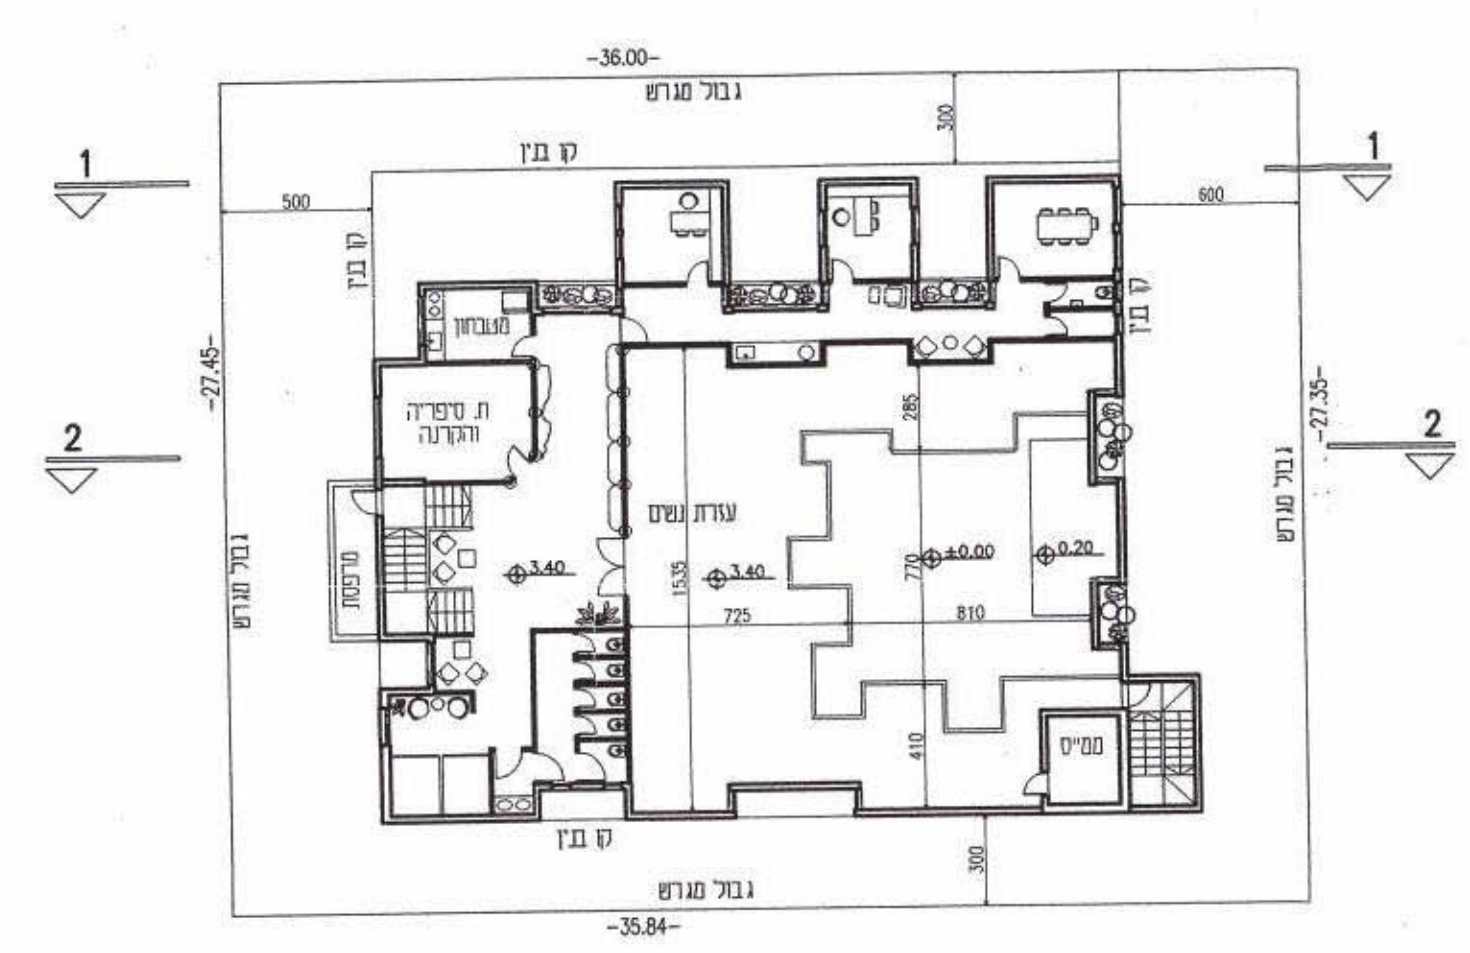 -36.00-
גבול מגרש
300
קו בנין
1
1
500
600
קו בנין
קו בנין
מטבחון
-27.45-
-27.35-
285
ח. סיפריה
והקרנה
2
2
גבול מגרש
עזרת נשים
גבול מגרש
מרפסת
3.40
1535
3.40
770
±0.00
0.20
725
810
410
ממ"ס
קו בנין
300
גבול מגרש
-35.84-